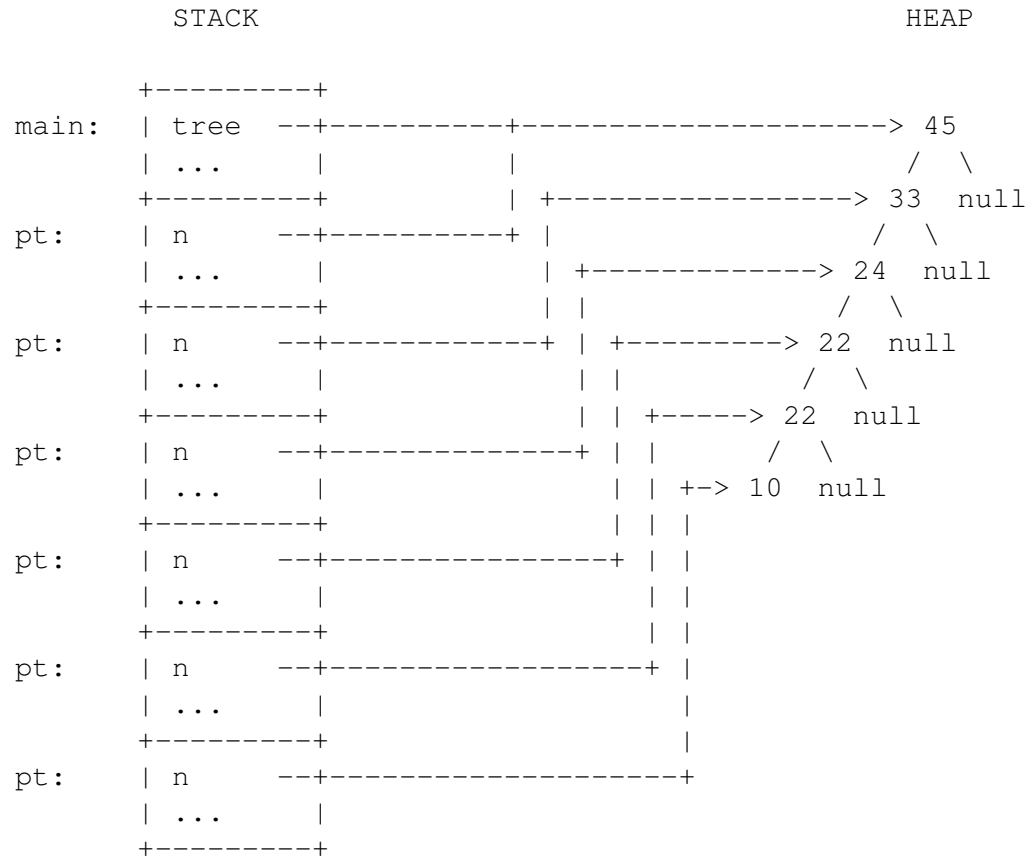 STACK HEAP
main: tree 45
...
33 null
pt: n
... 24 null
pt: n 22 null
...
22 null
pt: n
... 10 null
pt: n
...
pt: n
...
pt: n
...